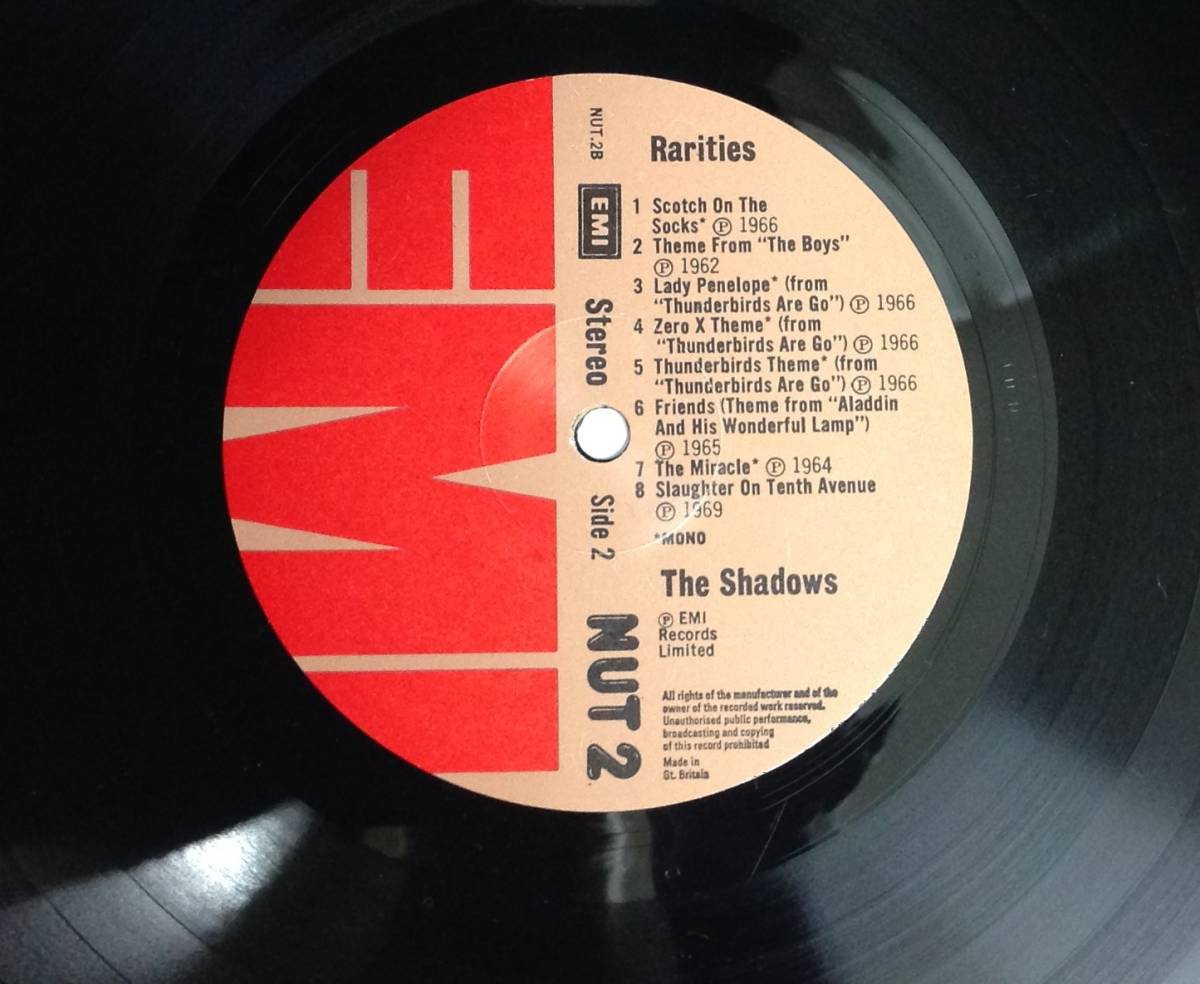 Rarities
1 Scotch On The
Socks* Ⓟ 1966
2 Theme From "The Boys"
Ⓟ 1962
3 Lady Penelope* (from
"Thunderbirds Are Go") Ⓟ 1966
4 Zero X Theme* (from
"Thunderbirds Are Go") Ⓟ 1966
5 Thunderbirds Theme* (from
"Thunderbirds Are Go") Ⓟ 1966
6 Friends (Theme from "Aladdin
And His Wonderful Lamp")
Ⓟ 1965
7 The Miracle* Ⓟ 1964
8 Slaughter On Tenth Avenue
Ⓟ 1969
*MONO
The Shadows
Ⓟ EMI
Records
Limited
All rights of the manufacturer and of the
owner of the recorded work reserved.
Unauthorised public performance,
broadcasting and copying
of this record prohibited
Made in
Gt. Britain
NUT.2B
EMI
Stereo
Side 2
NUT 2
EMI